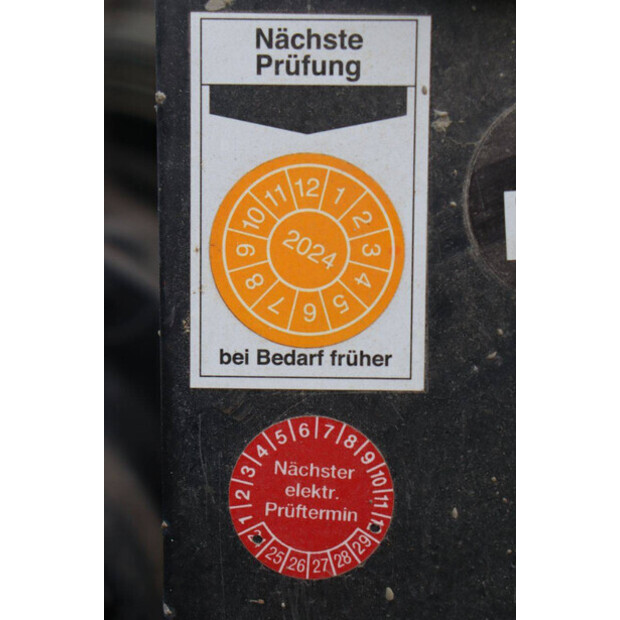 Nächste
Prüfung
12 1 2 3 4 5 6 7 8 9 10 11
2024
bei Bedarf früher
1 2 3 4 5 6 7 8 9 10 11
Nächster
elektr.
Prüftermin
25 26 27 28 29